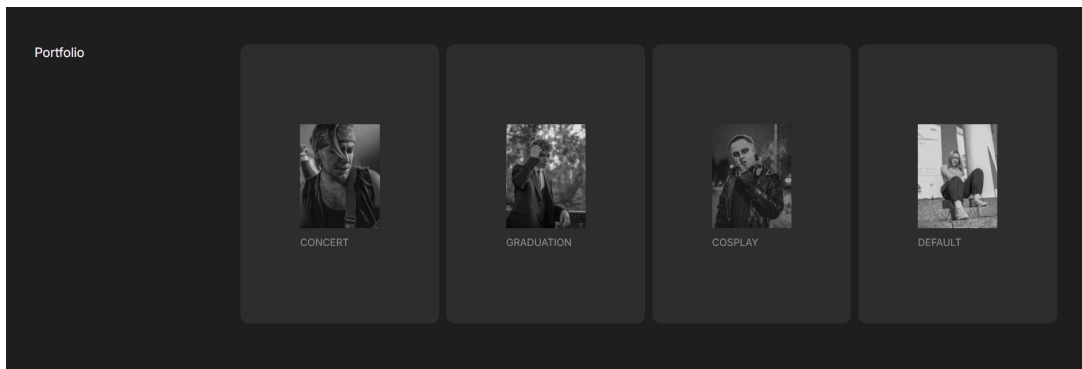 Portfolio
CONCERT
GRADUATION
COSPLAY
DEFAULT